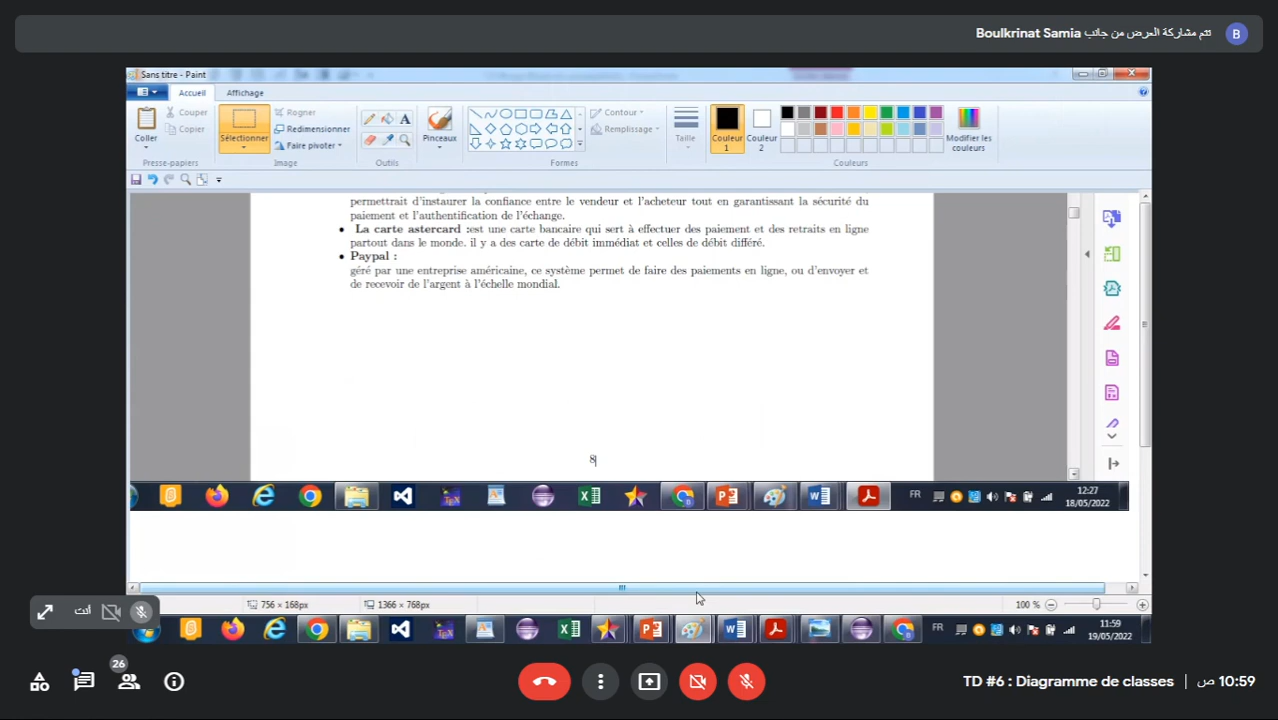 تتم مشاركة العرض من جانب Boulkrinat Samia
B
Sans titre - Paint
Accueil
Affichage
Coller
Couper
Copier
Presse-papiers
Sélectionner
Rogner
Redimensionner
Faire pivoter
Image
A
Outils
Pinceaux
Contour
Remplissage
Formes
Taille
Couleur 1
Couleur 2
Modifier les couleurs
Couleurs
permettrait d'instaurer la confiance entre le vendeur et l'acheteur tout en garantissant la sécurité du
paiement et l'authentification de l'échange.
• La carte astercard :est une carte bancaire qui sert à effectuer des paiement et des retraits en ligne
partout dans le monde. il y a des carte de débit immédiat et celles de débit différé.
• Paypal :
géré par une entreprise américaine, ce système permet de faire des paiements en ligne, ou d'envoyer et
de recevoir de l'argent à l'échelle mondial.
8
FR
12:27
18/05/2022
أنت
756 × 168px
1366 × 768px
100 %
FR
11:59
19/05/2022
26
TD #6 : Diagramme de classes
10:59 ص